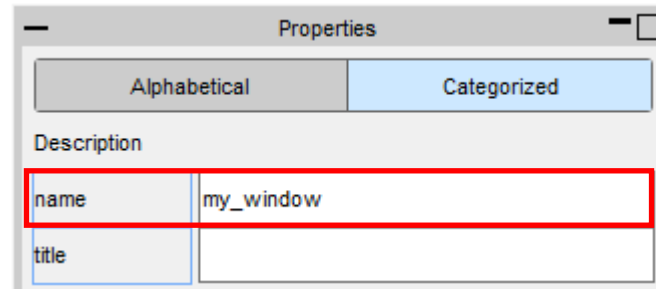 Properties
Alphabetical Categorized
Description
name my_window
title